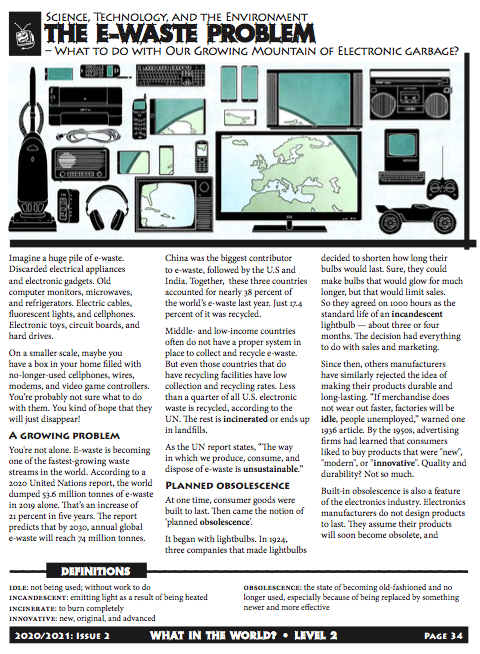 Science, Technology, and the Environment
The E-Waste Problem
– What to do with Our Growing Mountain of Electronic garbage?
Imagine a huge pile of e-waste.
Discarded electrical appliances
and electronic gadgets. Old
computer monitors, microwaves,
and refrigerators. Electric cables,
fluorescent lights, and cellphones.
Electronic toys, circuit boards, and
hard drives.
On a smaller scale, maybe you
have a box in your home filled with
no-longer-used cellphones, wires,
modems, and video game controllers.
You're probably not sure what to do
with them. You kind of hope that they
will just disappear!
A growing problem
You're not alone. E-waste is becoming
one of the fastest-growing waste
streams in the world. According to a
2020 United Nations report, the world
dumped 53.6 million tonnes of e-waste
in 2019 alone. That's an increase of
21 percent in five years. The report
predicts that by 2030, annual global
e-waste will reach 74 million tonnes.
China was the biggest contributor
to e-waste, followed by the U.S and
India. Together, these three countries
accounted for nearly 38 percent of
the world's e-waste last year. Just 17.4
percent of it was recycled.
Middle- and low-income countries
often do not have a proper system in
place to collect and recycle e-waste.
But even those countries that do
have recycling facilities have low
collection and recycling rates. Less
than a quarter of all U.S. electronic
waste is recycled, according to the
UN. The rest is incinerated or ends up
in landfills.
As the UN report states, "The way
in which we produce, consume, and
dispose of e-waste is unsustainable."
Planned obsolescence
At one time, consumer goods were
built to last. Then came the notion of
'planned obsolescence'.
It began with lightbulbs. In 1924,
three companies that made lightbulbs
decided to shorten how long their
bulbs would last. Sure, they could
make bulbs that would glow for much
longer, but that would limit sales.
So they agreed on 1000 hours as the
standard life of an incandescent
lightbulb — about three or four
months. The decision had everything
to do with sales and marketing.
Since then, others manufacturers
have similarly rejected the idea of
making their products durable and
long-lasting. "If merchandise does
not wear out faster, factories will be
idle, people unemployed," warned one
1936 article. By the 1950s, advertising
firms had learned that consumers
liked to buy products that were "new",
"modern", or "innovative". Quality and
durability? Not so much.
Built-in obsolescence is also a feature
of the electronics industry. Electronics
manufacturers do not design products
to last. They assume their products
will soon become obsolete, and
Definitions
idle: not being used; without work to do
incandescent: emitting light as a result of being heated
incinerate: to burn completely
innovative: new, original, and advanced
obsolescence: the state of becoming old-fashioned and no
longer used, especially because of being replaced by something
newer and more effective
2020/2021: Issue 2
What in the World? • Level 2
Page 34